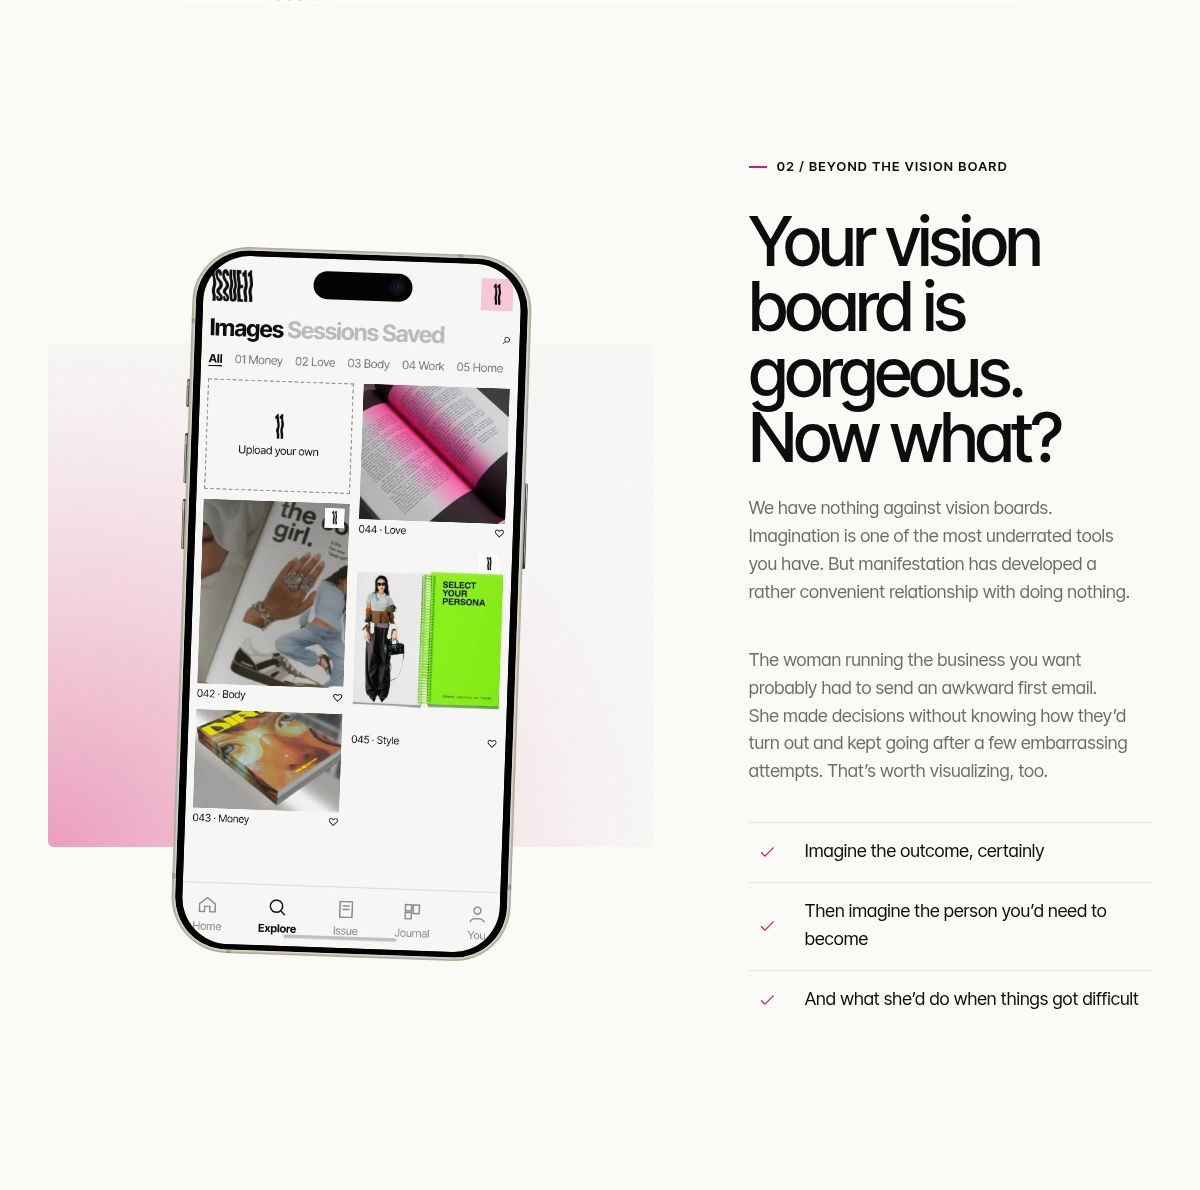 02 / BEYOND THE VISION BOARD
Your vision
board is
gorgeous.
Now what?
We have nothing against vision boards.
Imagination is one of the most underrated tools
you have. But manifestation has developed a
rather convenient relationship with doing nothing.
The woman running the business you want
probably had to send an awkward first email.
She made decisions without knowing how they’d
turn out and kept going after a few embarrassing
attempts. That’s worth visualizing, too.
Imagine the outcome, certainly
Then imagine the person you’d need to
become
And what she’d do when things got difficult
ISSUE11
11
Images Sessions Saved
All 01 Money 02 Love 03 Body 04 Work 05 Home
11
Upload your own
044 · Love
the
girl.
11
042 · Body
11
SELECT
YOUR
PERSONA
045 · Style
043 · Money
Home Explore Issue Journal You